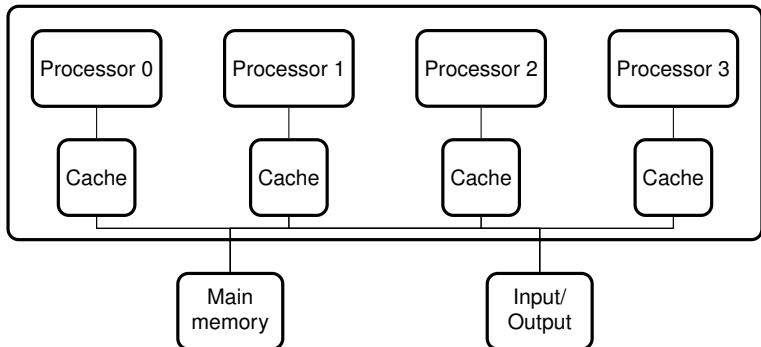 Processor 0
Processor 1
Processor 2
Processor 3
Cache
Cache
Cache
Cache
Main
memory
Input/
Output